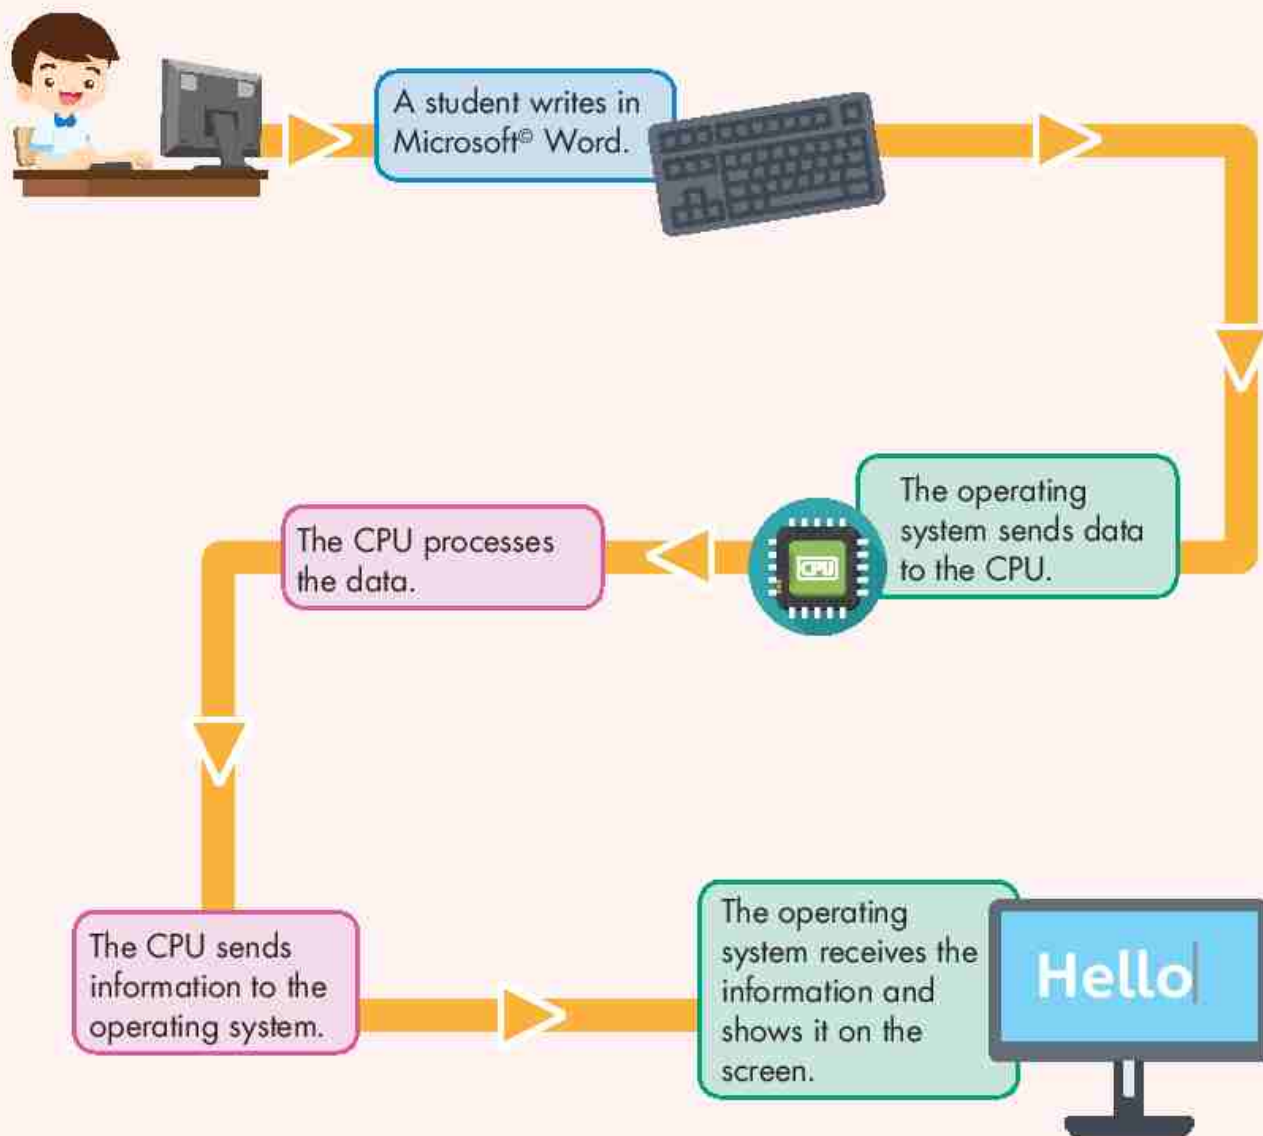 A student writes in
Microsoft© Word.
The operating
system sends data
to the CPU.
CPU
The CPU processes
the data.
The CPU sends
information to the
operating system.
The operating
system receives the
information and
shows it on the
screen.
Hello